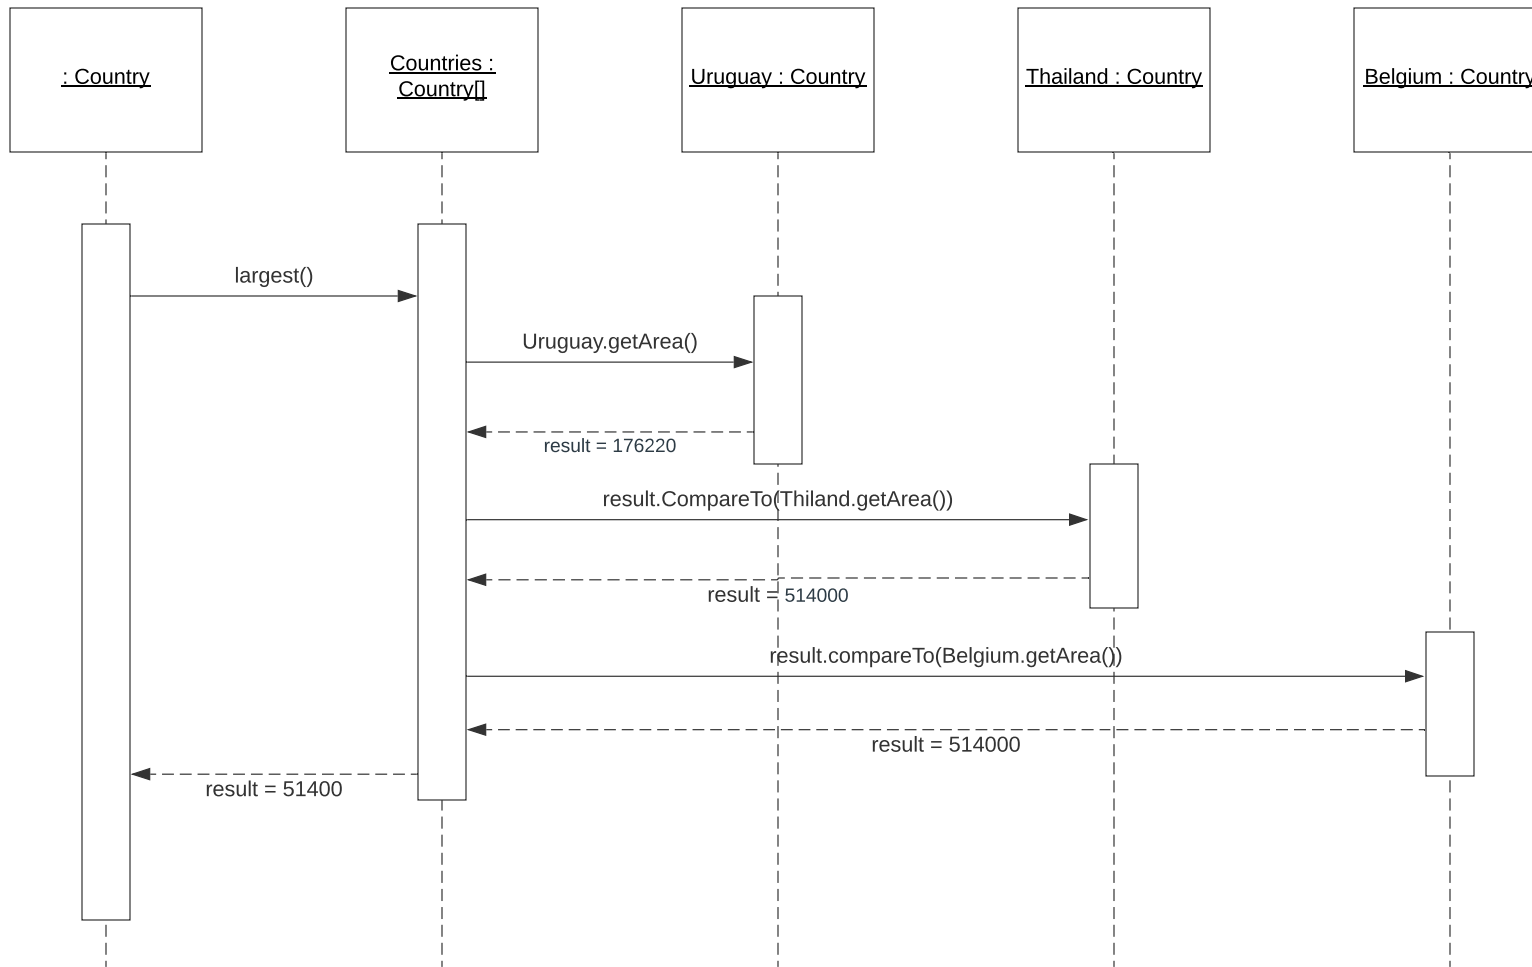 : Country
Countries :
Country[]
Uruguay : Country
Thailand : Country
Belgium : Country
largest()
Uruguay.getArea()
result = 176220
result.CompareTo(Thiland.getArea())
result = 514000
result.compareTo(Belgium.getArea())
result = 514000
result = 51400